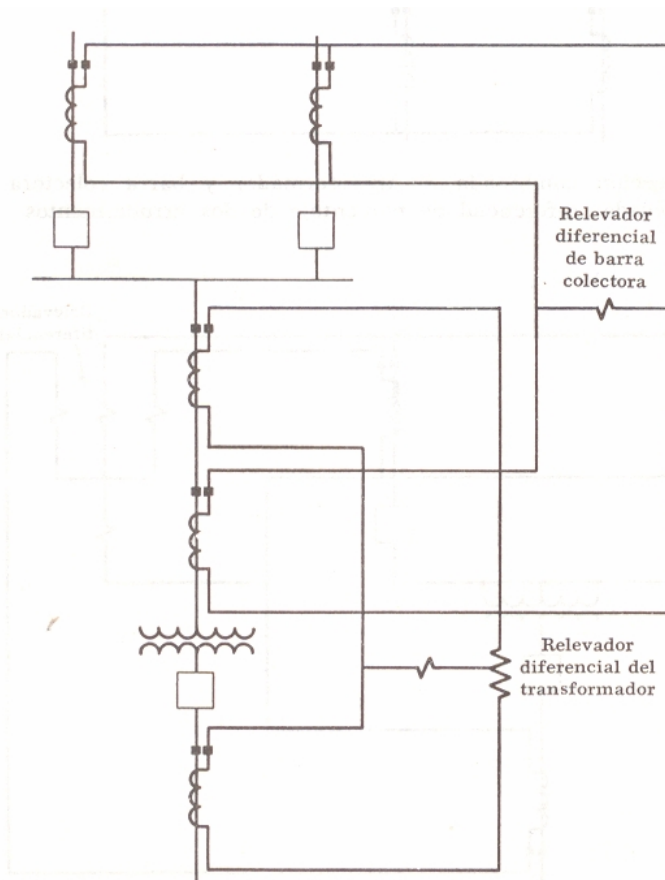 Relevador
diferencial
de barra
colectora
Relevador
diferencial del
transformador